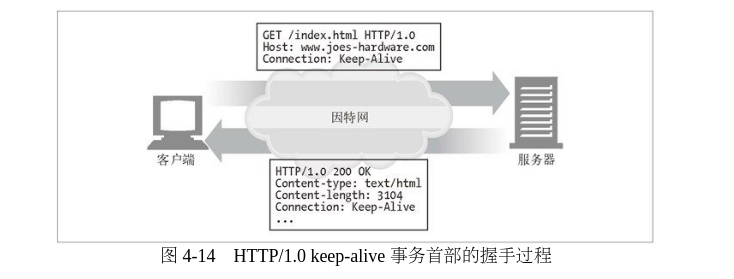 GET /index.html HTTP/1.0
Host: www.joes-hardware.com
Connection: Keep-Alive
因特网
客户端
服务器
HTTP/1.0 200 OK
Content-type: text/html
Content-length: 3104
Connection: Keep-Alive
...
图 4-14 HTTP/1.0 keep-alive 事务首部的握手过程